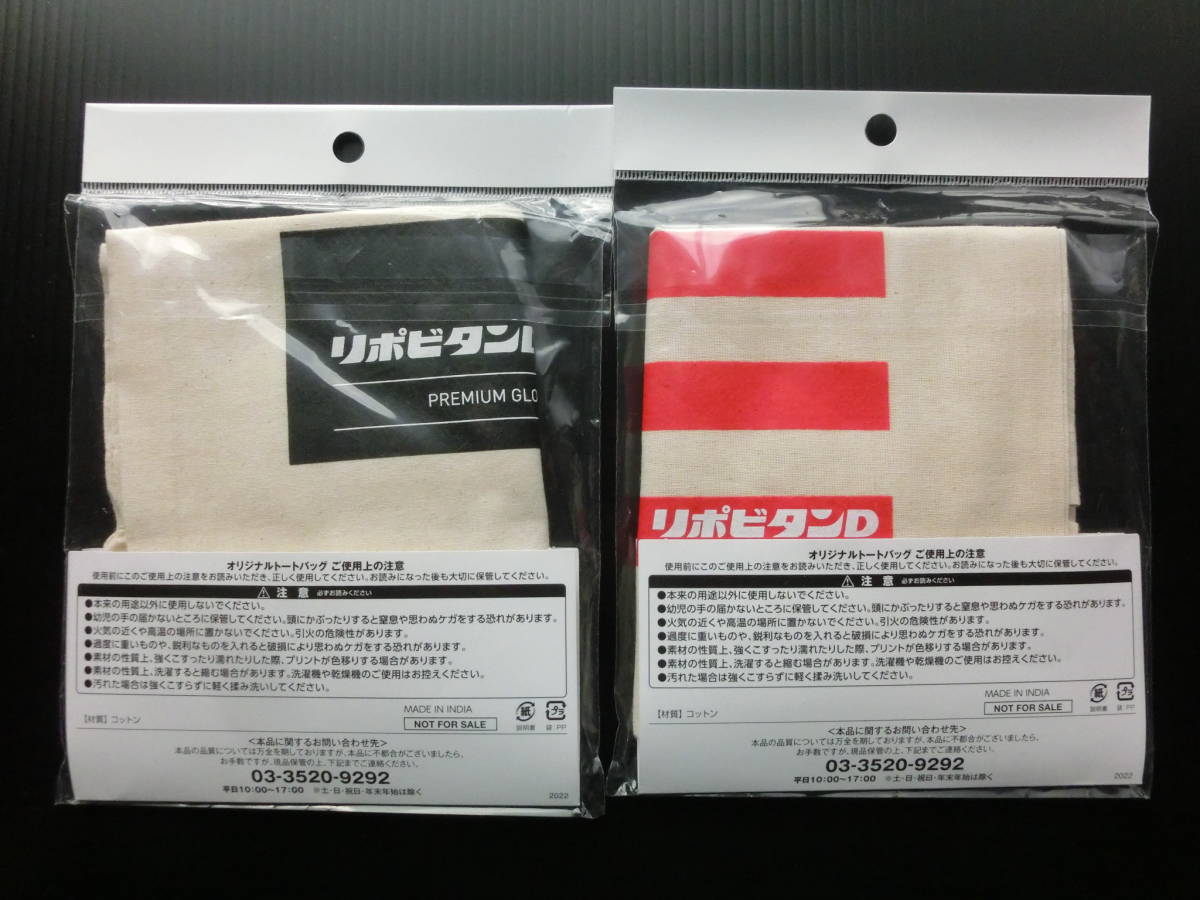 リポビタンD
PREMIUM GLO
オリジナルトートバッグ ご使用上の注意
使用前にこのご使用上の注意をお読みいただき、正しく使用してください。お読みになった後も大切に保管してください。
注意 必ずお読みください
●本来の用途以外に使用しないでください。
●幼児の手の届かないところに保管してください。頭にかぶったりすると窒息や思わぬケガをする恐れがあります。
●火気の近くや高温の場所に置かないでください。引火の危険性があります。
●過度に重いものや、鋭利なものを入れると破損により思わぬケガをする恐れがあります。
●素材の性質上、強くこすったり濡れたりした際、プリントが色移りする場合があります。
●素材の性質上、洗濯すると縮む場合があります。洗濯機や乾燥機のご使用はお控えください。
●汚れた場合は強くこすらずに軽く揉み洗いしてください。
MADE IN INDIA
【材質】コットン
NOT FOR SALE
紙 プラ
説明書 袋:PP
<本品に関するお問い合わせ先>
本品の品質については万全を期しておりますが、本品に不都合がございましたら、
お手数ですが、現品保管の上、下記までご連絡ください。
03-3520-9292
平日10:00~17:00 ※土・日・祝日・年末年始は除く
2022
リポビタンD
オリジナルトートバッグ ご使用上の注意
使用前にこのご使用上の注意をお読みいただき、正しく使用してください。お読みになった後も大切に保管してください。
注意 必ずお読みください
●本来の用途以外に使用しないでください。
●幼児の手の届かないところに保管してください。頭にかぶったりすると窒息や思わぬケガをする恐れがあります。
●火気の近くや高温の場所に置かないでください。引火の危険性があります。
●過度に重いものや、鋭利なものを入れると破損により思わぬケガをする恐れがあります。
●素材の性質上、強くこすったり濡れたりした際、プリントが色移りする場合があります。
●素材の性質上、洗濯すると縮む場合があります。洗濯機や乾燥機のご使用はお控えください。
●汚れた場合は強くこすらずに軽く揉み洗いしてください。
MADE IN INDIA
【材質】コットン
NOT FOR SALE
紙 プラ
説明書 袋:PP
<本品に関するお問い合わせ先>
本品の品質については万全を期しておりますが、本品に不都合がございましたら、
お手数ですが、現品保管の上、下記までご連絡ください。
03-3520-9292
平日10:00~17:00 ※土・日・祝日・年末年始は除く
2022